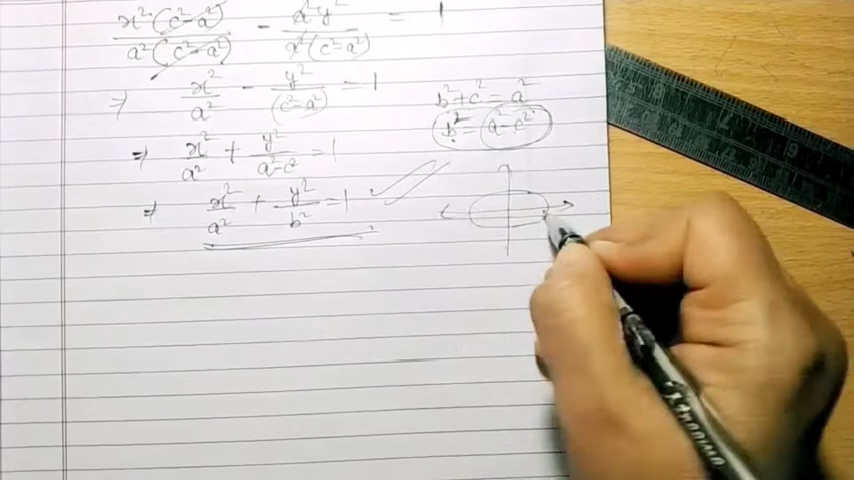 x²(c²-a²)/a²(c²-a²) - a²y²/a²(c²-a²) = 1
⇒ x²/a² - y²/(c²-a²) = 1
b²+c² = a²
b² = a²-c²
⇒ x²/a² + y²/a²-c² = 1
⇒ x²/a² + y²/b² = 1
Xtreme